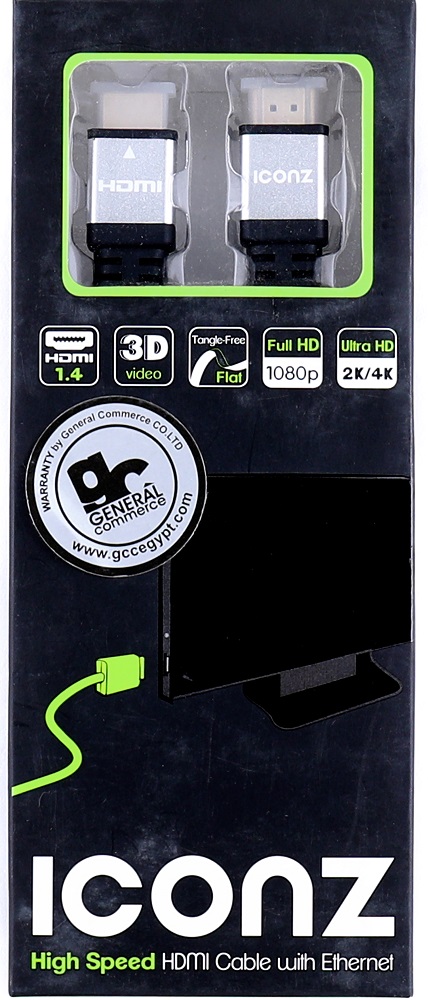 HDMI
ICONZ
HDMI
1.4
3D
video
Tangle-Free
Flat
Full HD
1080p
Ultra HD
2K/4K
WARRANTY by General Commerce CO.LTD
gc
GENERAL
commerce
www.gccegypt.com
ICONZ
High Speed HDMI Cable with Ethernet